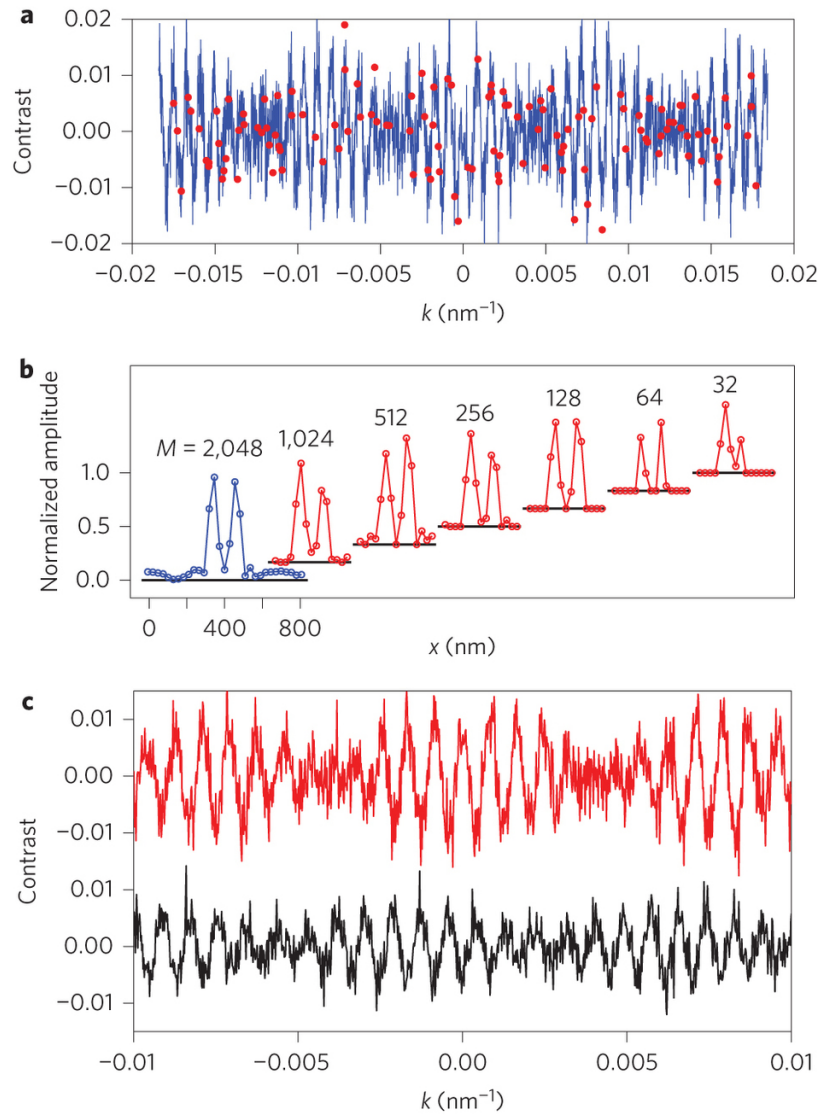 a
0.02
0.01
0.00
−0.01
−0.02
Contrast
−0.02 −0.015 −0.01 −0.005 0 0.005 0.01 0.015 0.02
k (nm−1)
b
Normalized amplitude
1.0
0.5
0.0
M = 2,048 1,024 512 256 128 64 32
0 400 800
x (nm)
c
Contrast
0.01
0.00
−0.01
0.01
0.00
−0.01
−0.01 −0.005 0.00 0.005 0.01
k (nm−1)